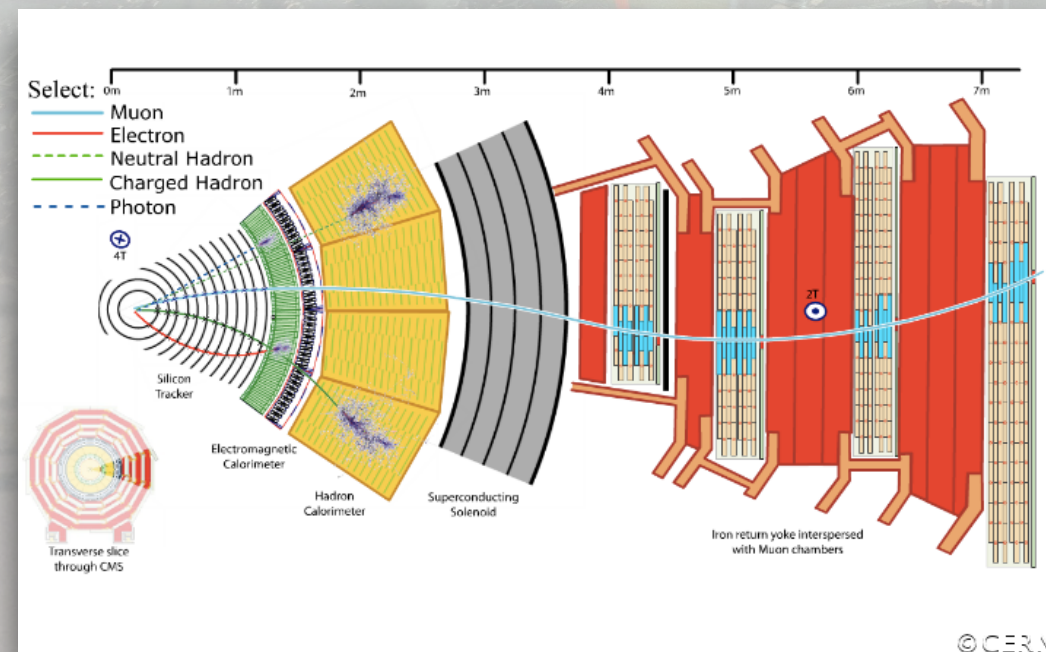 0m 1m 2m 3m 4m 5m 6m 7m
Select:
Muon
Electron
Neutral Hadron
Charged Hadron
Photon
4T
2T
Silicon
Tracker
Electromagnetic
Calorimeter
Hadron
Calorimeter
Superconducting
Solenoid
Iron return yoke interspersed
with Muon chambers
Transverse slice
through CMS